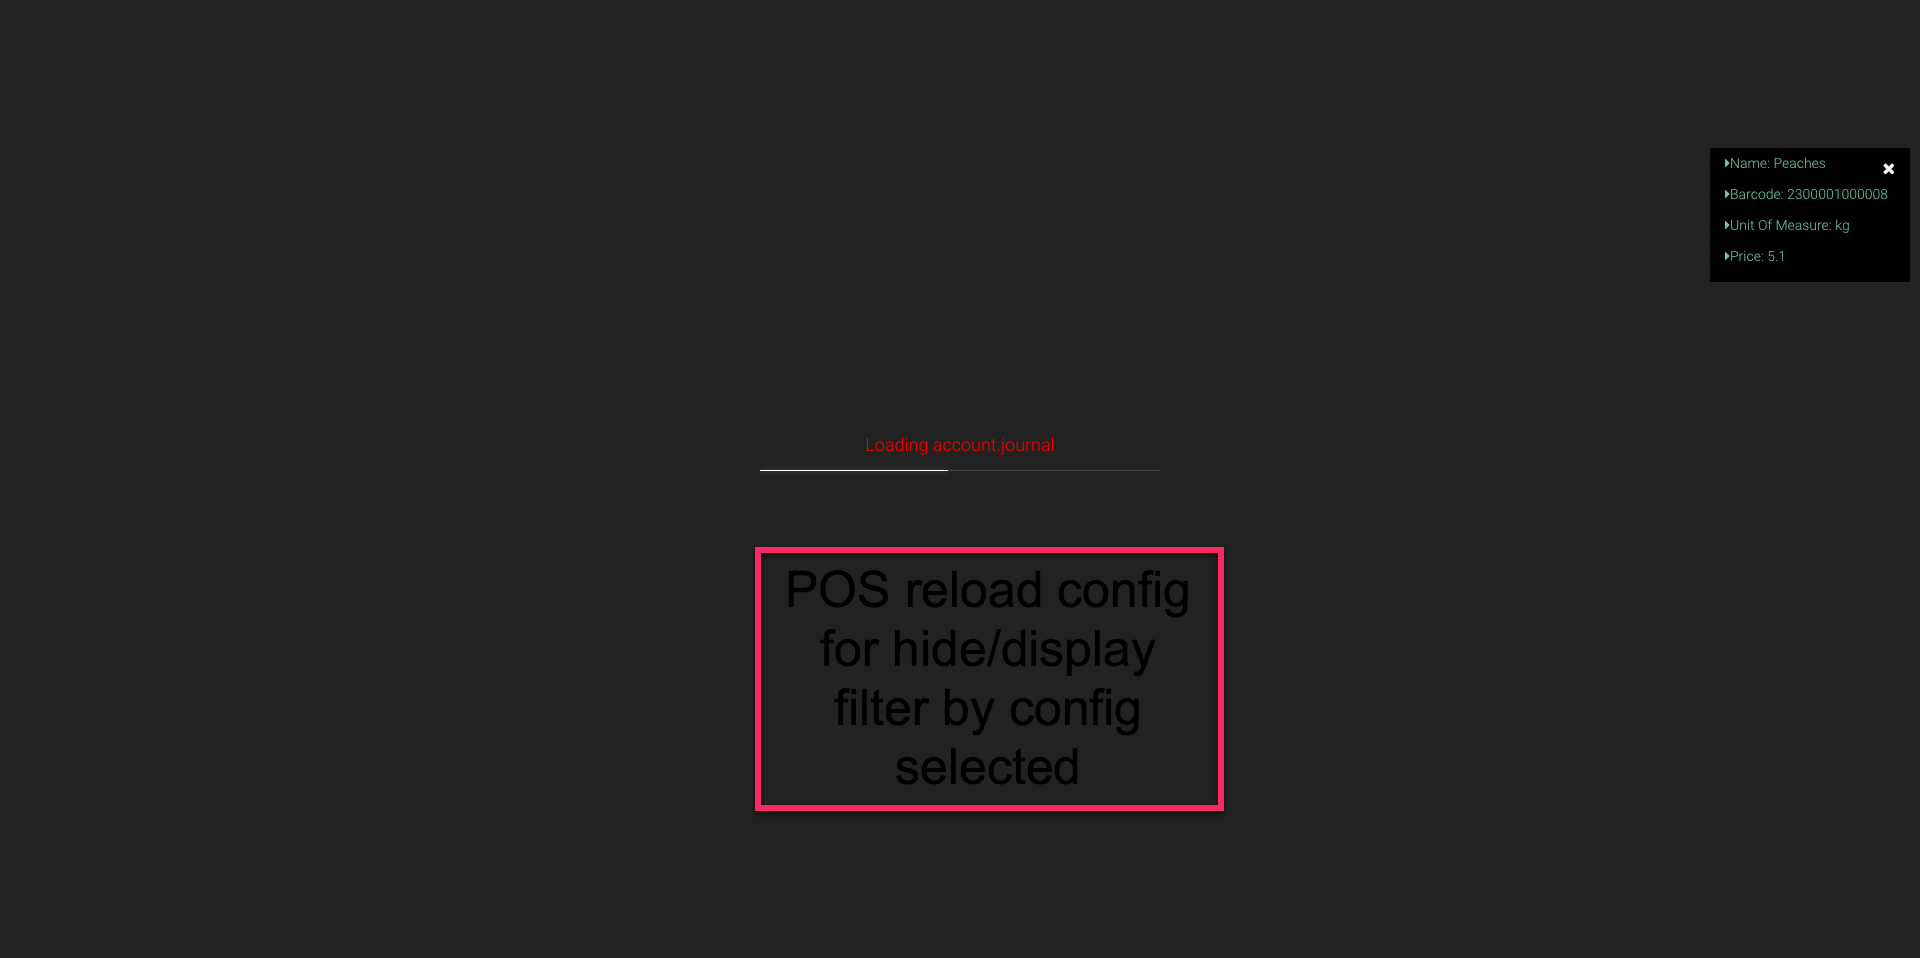 Name: Peaches
Barcode: 2300001000008
Unit Of Measure: kg
Price: 5.1
Loading account.journal
POS reload config
for hide/display
filter by config
selected